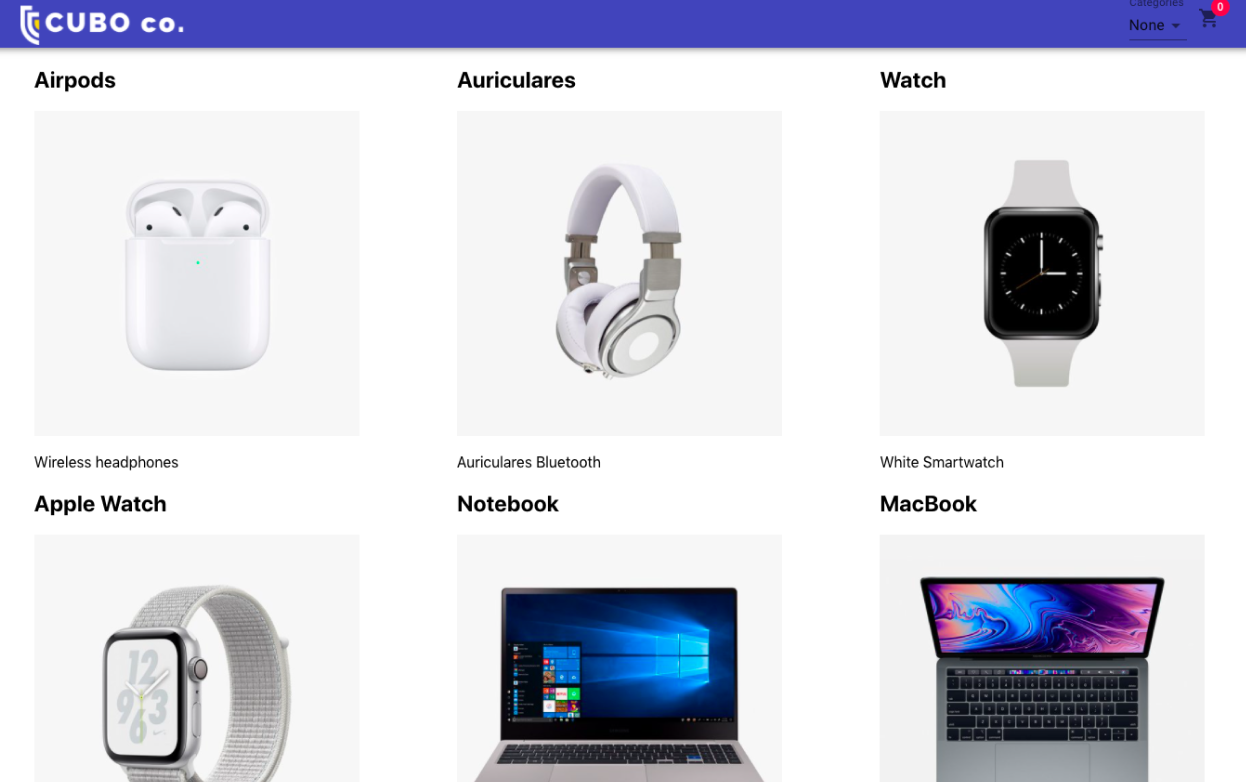 CUBO co.
Categories
None
0
Airpods
Auriculares
Watch
Wireless headphones
Auriculares Bluetooth
White Smartwatch
Apple Watch
Notebook
MacBook
12
9 3
6